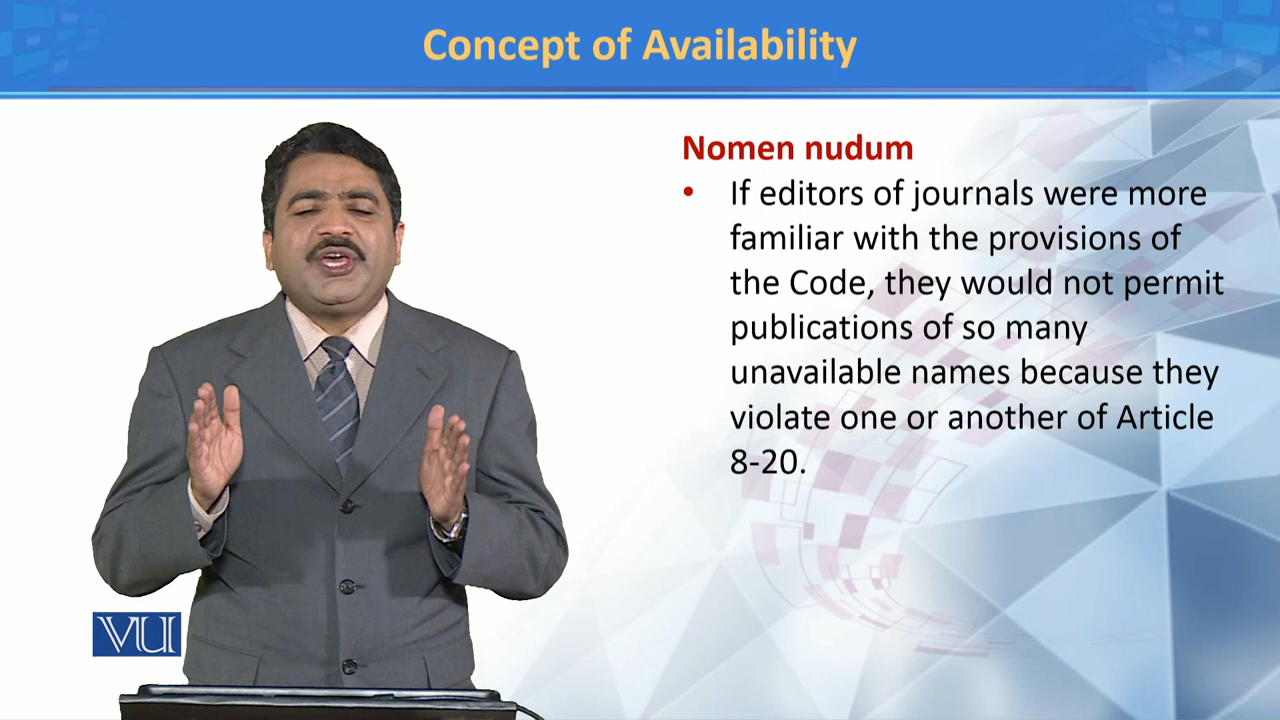 Concept of Availability
Nomen nudum
• If editors of journals were more
familiar with the provisions of
the Code, they would not permit
publications of so many
unavailable names because they
violate one or another of Article
8-20.
VU